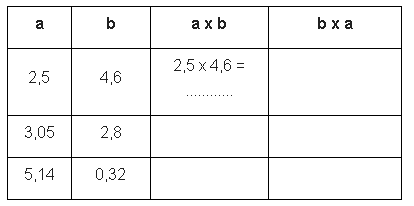 a b a x b b x a
2,5 4,6 2,5 x 4,6 =
............
3,05 2,8
5,14 0,32